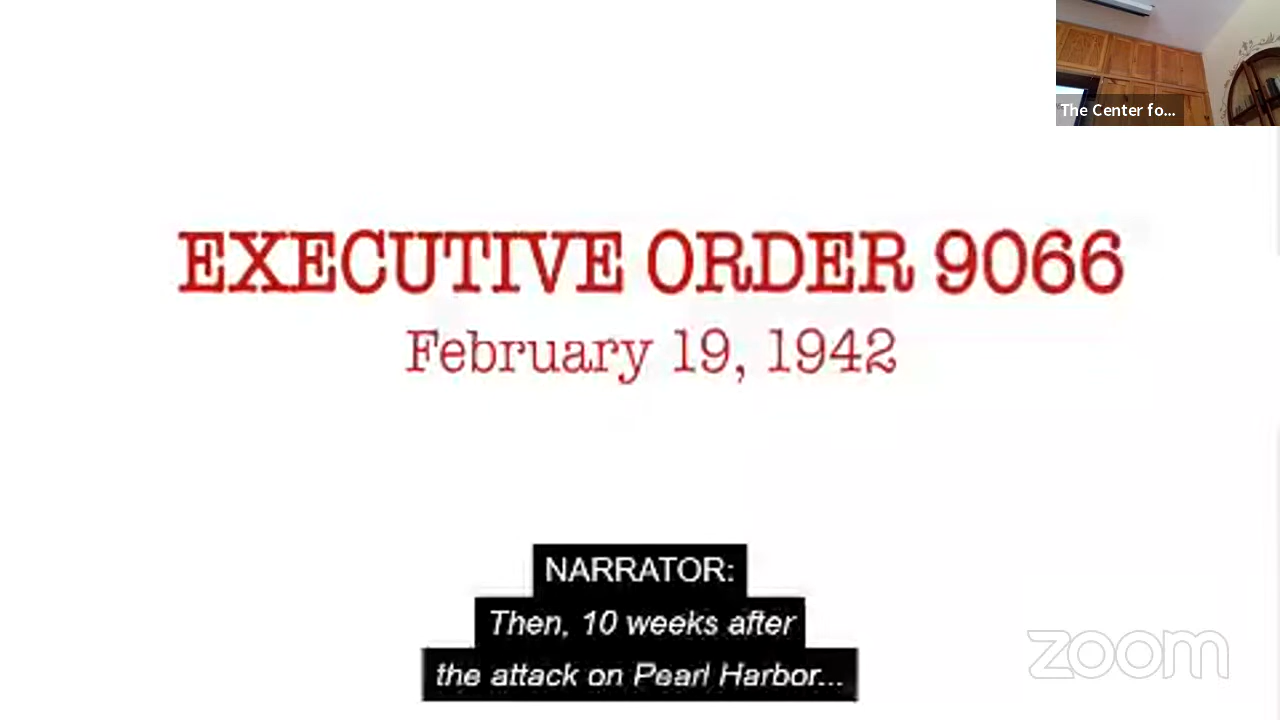 The Center fo...
EXECUTIVE ORDER 9066
February 19, 1942
NARRATOR:
Then, 10 weeks after
the attack on Pearl Harbor...
zoom